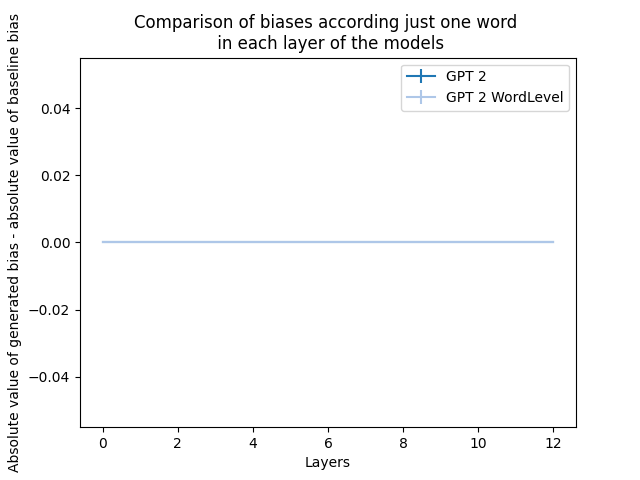 Comparison of biases according just one word
in each layer of the models
Absolute value of generated bias - absolute value of baseline bias
GPT 2
GPT 2 WordLevel
0.04
0.02
0.00
−0.02
−0.04
0 2 4 6 8 10 12
Layers